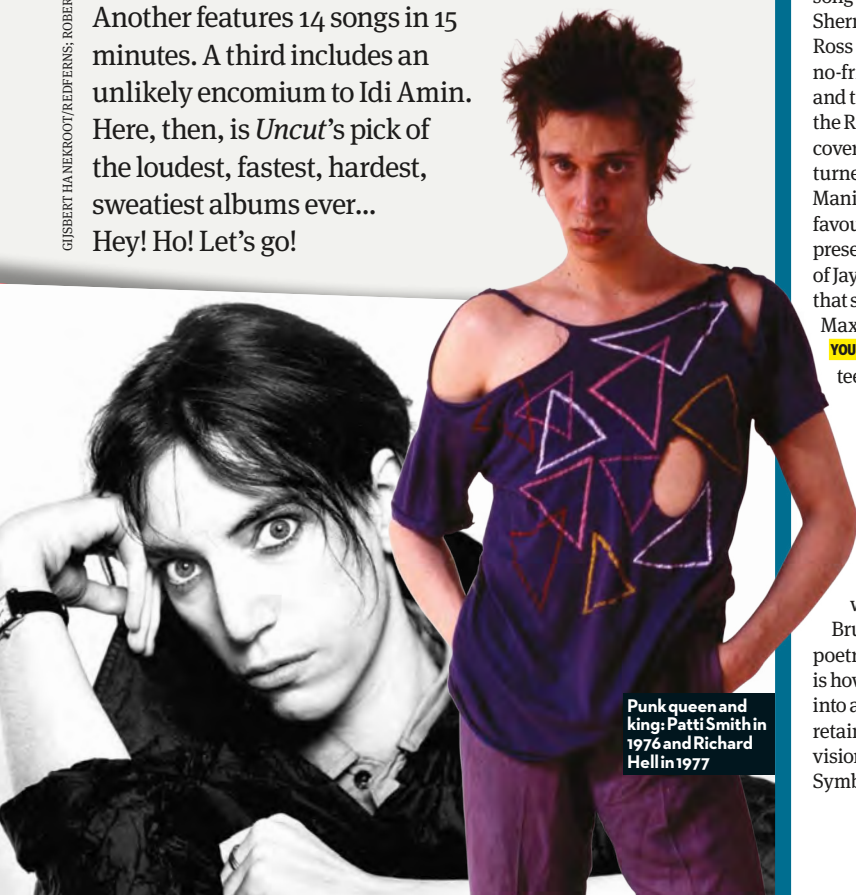 GIJSBERT HANEKROOT/REDFERNS; ROBER
Another features 14 songs in 15
minutes. A third includes an
unlikely encomium to Idi Amin.
Here, then, is Uncut's pick of
the loudest, fastest, hardest,
sweatiest albums ever...
Hey! Ho! Let's go!
Punk queen and
king: Patti Smith in
1976 and Richard
Hell in 1977
song
Sherr
Ross
no-fr
and t
the R
cover
turne
Mani
favou
prese
of Jay
that s
Max
YOU
tee
w
Bru
poetr
is how
into a
retain
vision
Symb